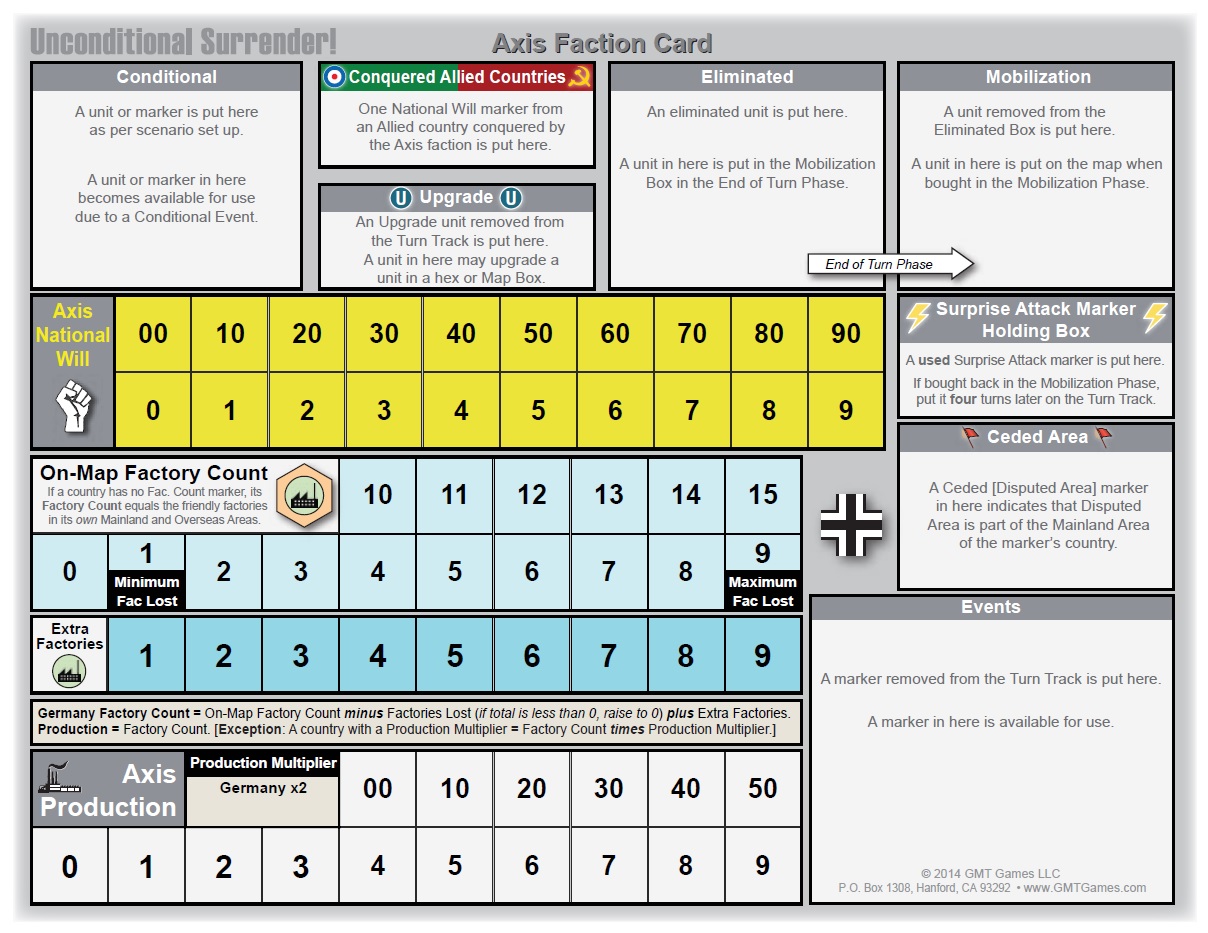 Unconditional Surrender!
Axis Faction Card
Conditional
A unit or marker is put here
as per scenario set up.
A unit or marker in here
becomes available for use
due to a Conditional Event.
Conquered Allied Countries
One National Will marker from
an Allied country conquered by
the Axis faction is put here.
U Upgrade U
An Upgrade unit removed from
the Turn Track is put here.
A unit in here may upgrade a
unit in a hex or Map Box.
Eliminated
An eliminated unit is put here.
A unit in here is put in the Mobilization
Box in the End of Turn Phase.
End of Turn Phase
Mobilization
A unit removed from the
Eliminated Box is put here.
A unit in here is put on the map when
bought in the Mobilization Phase.
Axis
National
Will
00 10 20 30 40 50 60 70 80 90
0 1 2 3 4 5 6 7 8 9
Surprise Attack Marker
Holding Box
A used Surprise Attack marker is put here.
If bought back in the Mobilization Phase,
put it four turns later on the Turn Track.
Ceded Area
A Ceded [Disputed Area] marker
in here indicates that Disputed
Area is part of the Mainland Area
of the marker's country.
On-Map Factory Count
If a country has no Fac. Count marker, its
Factory Count equals the friendly factories
in its own Mainland and Overseas Areas.
10 11 12 13 14 15
0 1 2 3 4 5 6 7 8 9
Minimum
Fac Lost
Maximum
Fac Lost
Extra
Factories
1 2 3 4 5 6 7 8 9
Germany Factory Count = On-Map Factory Count minus Factories Lost (if total is less than 0, raise to 0) plus Extra Factories.
Production = Factory Count. [Exception: A country with a Production Multiplier = Factory Count times Production Multiplier.]
Axis
Production
Production Multiplier
Germany x2
00 10 20 30 40 50
0 1 2 3 4 5 6 7 8 9
Events
A marker removed from the Turn Track is put here.
A marker in here is available for use.
© 2014 GMT Games LLC
P.O. Box 1308, Hanford, CA 93292 • www.GMTGames.com